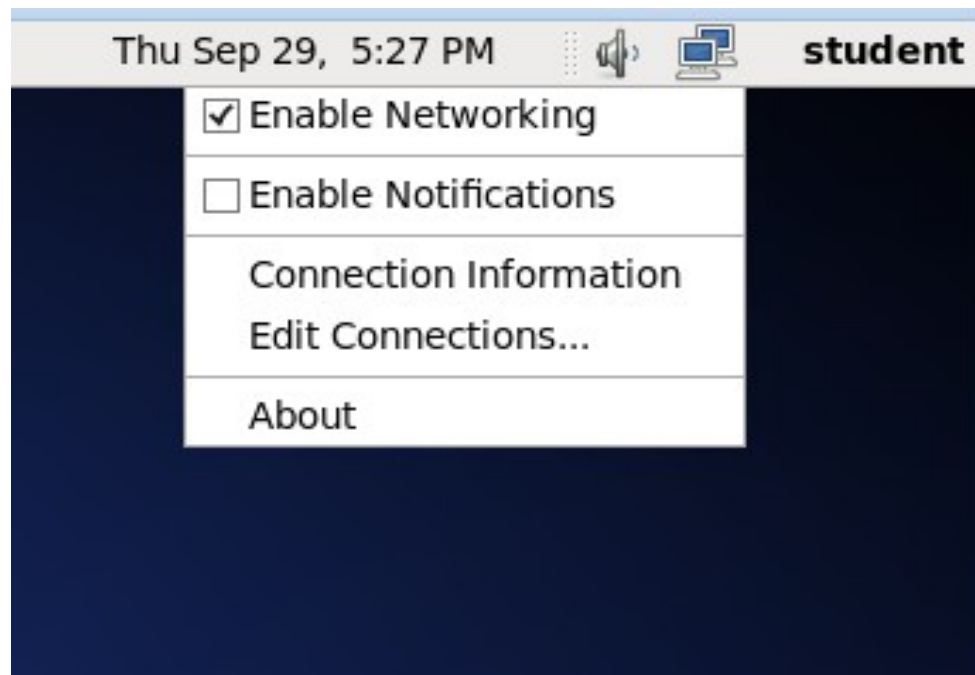 Thu Sep 29, 5:27 PM student
Enable Networking
Enable Notifications
Connection Information
Edit Connections...
About